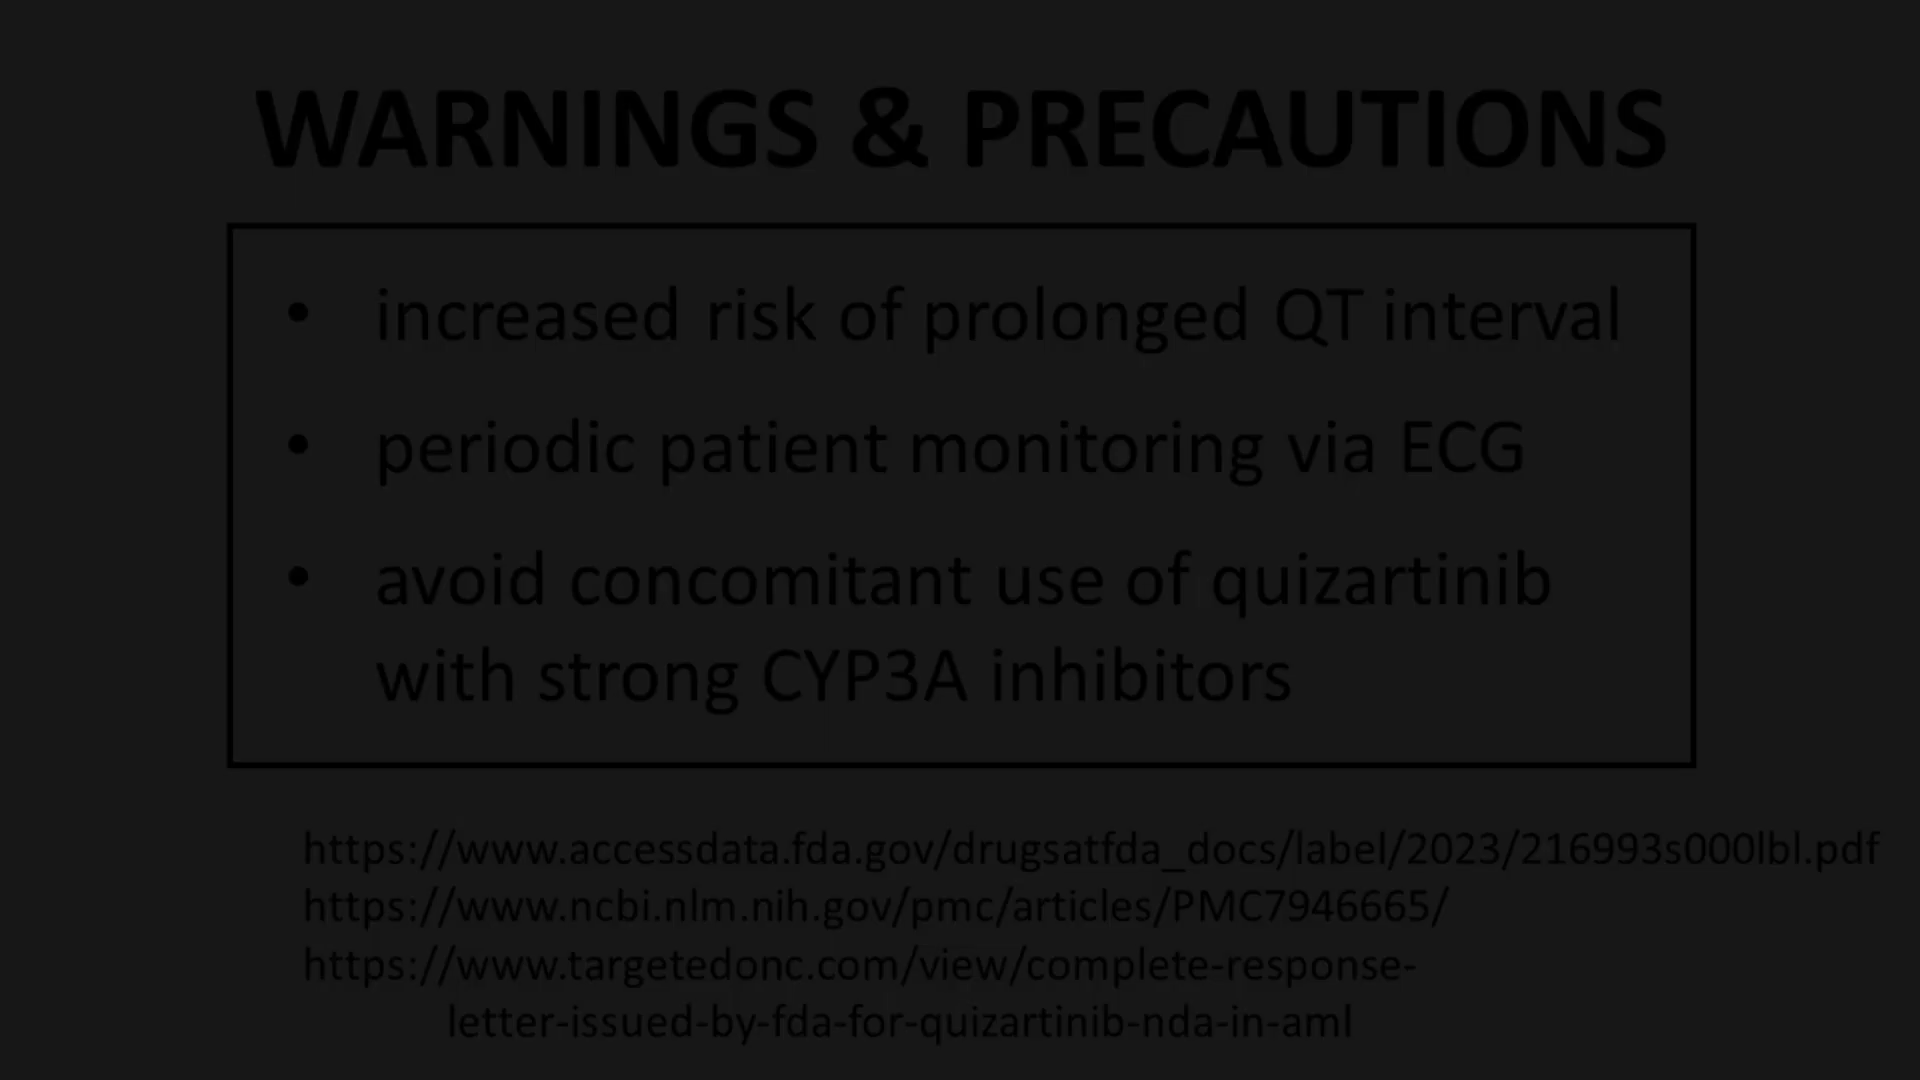 WARNINGS & PRECAUTIONS
• increased risk of prolonged QT interval
• periodic patient monitoring via ECG
• avoid concomitant use of quizartinib
with strong CYP3A inhibitors
https://www.accessdata.fda.gov/drugsatfda_docs/label/2023/216993s000lbl.pdf
https://www.ncbi.nlm.nih.gov/pmc/articles/PMC7946665/
https://www.targetedonc.com/view/complete-response-
letter-issued-by-fda-for-quizartinib-nda-in-aml